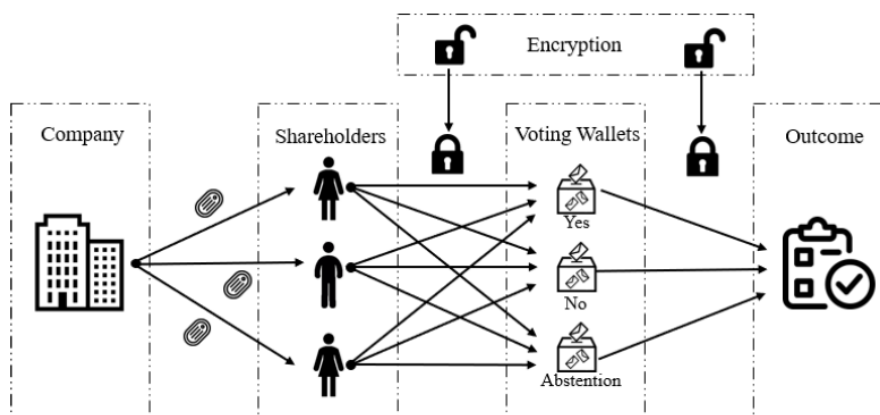 Encryption
Company
Shareholders
Voting Wallets
Outcome
Yes
No
Abstention